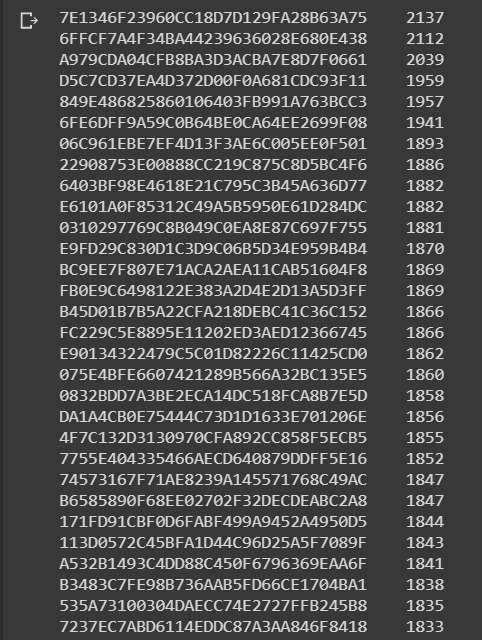 7E1346F23960CC18D7D129FA28B63A75 2137
6FFCF7A4F34BA44239636028E680E438 2112
A979CDA04CFB8BA3D3ACBA7E8D7F0661 2039
D5C7CD37EA4D372D00F0A681CDC93F11 1959
849E486825860106403FB991A763BCC3 1957
6FE6DFF9A59C0B64BE0CA64EE2699F08 1941
06C961EBE7EF4D13F3AE6C005EE0F501 1893
22908753E00888CC219C875C8D5BC4F6 1886
6403BF98E4618E21C795C3B45A636D77 1882
E6101A0F85312C49A5B5950E61D284DC 1882
0310297769C8B049C0EA8E87C697F755 1881
E9FD29C830D1C3D9C06B5D34E959B4B4 1870
BC9EE7F807E71ACA2AEA11CAB51604F8 1869
FB0E9C6498122E383A2D4E2D13A5D3FF 1869
B45D01B7B5A22CFA218DEBC41C36C152 1866
FC229C5E8895E11202ED3AED12366745 1866
E90134322479C5C01D82226C11425CD0 1862
075E4BFE6607421289B566A32BC135E5 1860
0832BDD7A3BE2ECA14DC518FCA8B7E5D 1858
DA1A4CB0E75444C73D1D1633E701206E 1856
4F7C132D3130970CFA892CC858F5ECB5 1855
7755E404335466AECD640879DDFF5E16 1852
74573167F71AE8239A145571768C49AC 1847
B6585890F68EE02702F32DECDEABC2A8 1847
171FD91CBF0D6FABF499A9452A4950D5 1844
113D0572C45BFA1D44C96D25A5F7089F 1843
A532B1493C4DD88C450F6796369EAA6F 1841
B3483C7FE98B736AAB5FD66CE1704BA1 1838
535A73100304DAECC74E2727FFB245B8 1835
7237EC7ABD6114EDDC87A3AA846F8418 1833